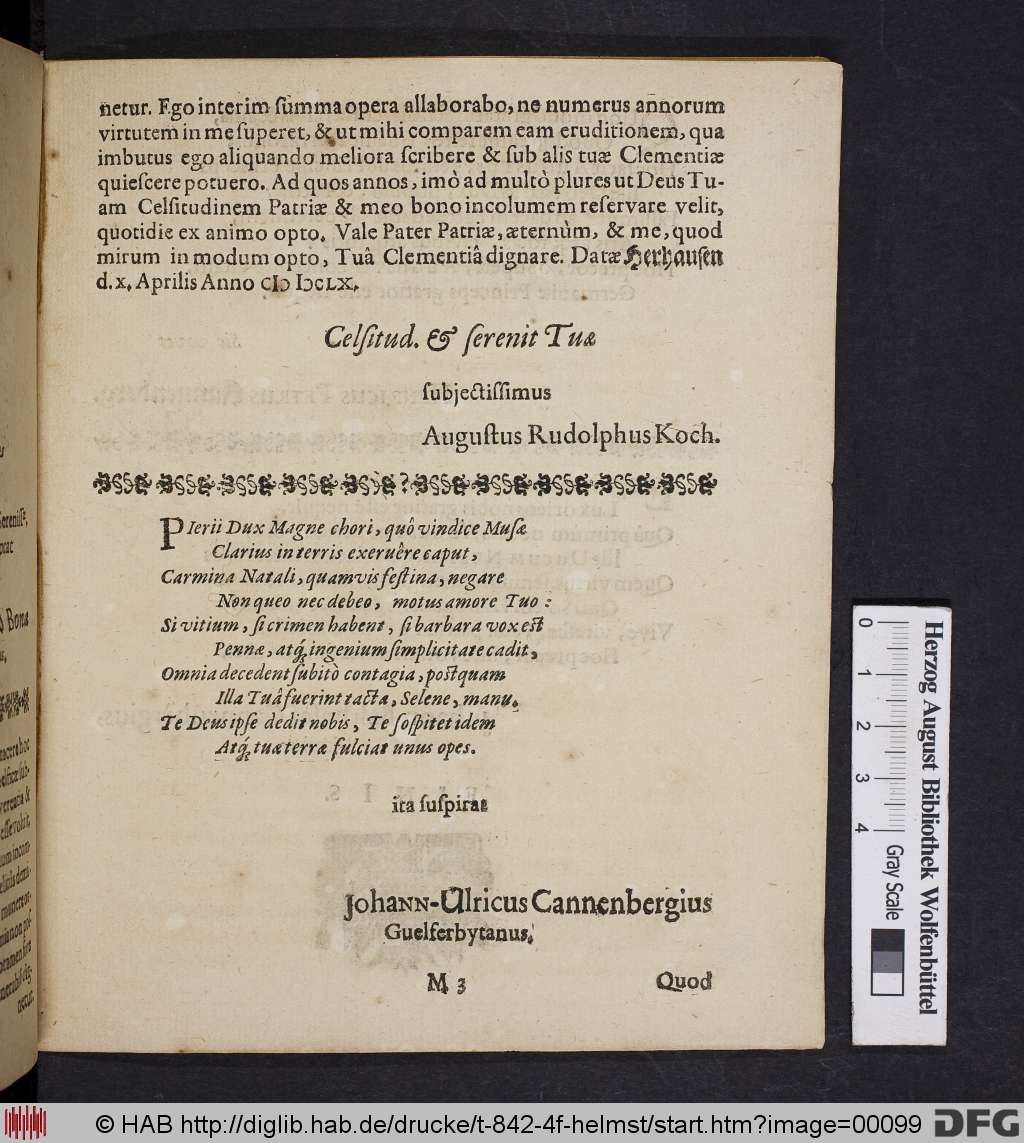 netur. Ego interim ſumma opera allaborabo, ne numerus annorum
virtutem in me ſuperet, & ut mihi comparem eam eruditionem, qua
imbutus ego aliquando meliora ſcribere & ſub alis tuæ Clementiæ
quieſcere potuero. Ad quos annos, imò ad multò plures ut Deus Tu-
am Celſitudinem Patriæ & meo bono incolumem reſervare velit,
quotidie ex animo opto. Vale Pater Patriæ, æternùm, & me, quod
mirum in modum opto, Tuâ Clementiâ dignare. Datæ Herhauſen
d. x. Aprilis Anno cIɔ IɔcLX.
Celſitud. & ſerenit Tuæ
ſubjectiſſimus
Auguſtus Rudolphus Koch.
PIerii Dux Magne chori, quô vindice Muſæ
Clarius in terris exeruêre caput,
Carmina Natali, quamvis feſtina, negare
Non queo nec debeo, motus amore Tuo:
Si vitium, ſi crimen habent, ſi barbara vox eſt
Pennæ, atq́; ingenium ſimplicitate cadit,
Omnia decedent ſubitò contagia, poſtquam
Illa Tuâ fuerint tacta, Selene, manu.
Te Deus ipſe dedit nobis, Te ſoſpitet idem
Atq́; tuæ terræ fulciat unus opes.
ita ſuſpirat
Johann-Ulricus Cannenbergius
Guelferbytanus.
M 3 Quod
ſereniſſ.
Bona
0 1 2 3 4
Gray Scale
Herzog August Bibliothek Wolfenbüttel
© HAB http://diglib.hab.de/drucke/t-842-4f-helmst/start.htm?image=00099
DFG